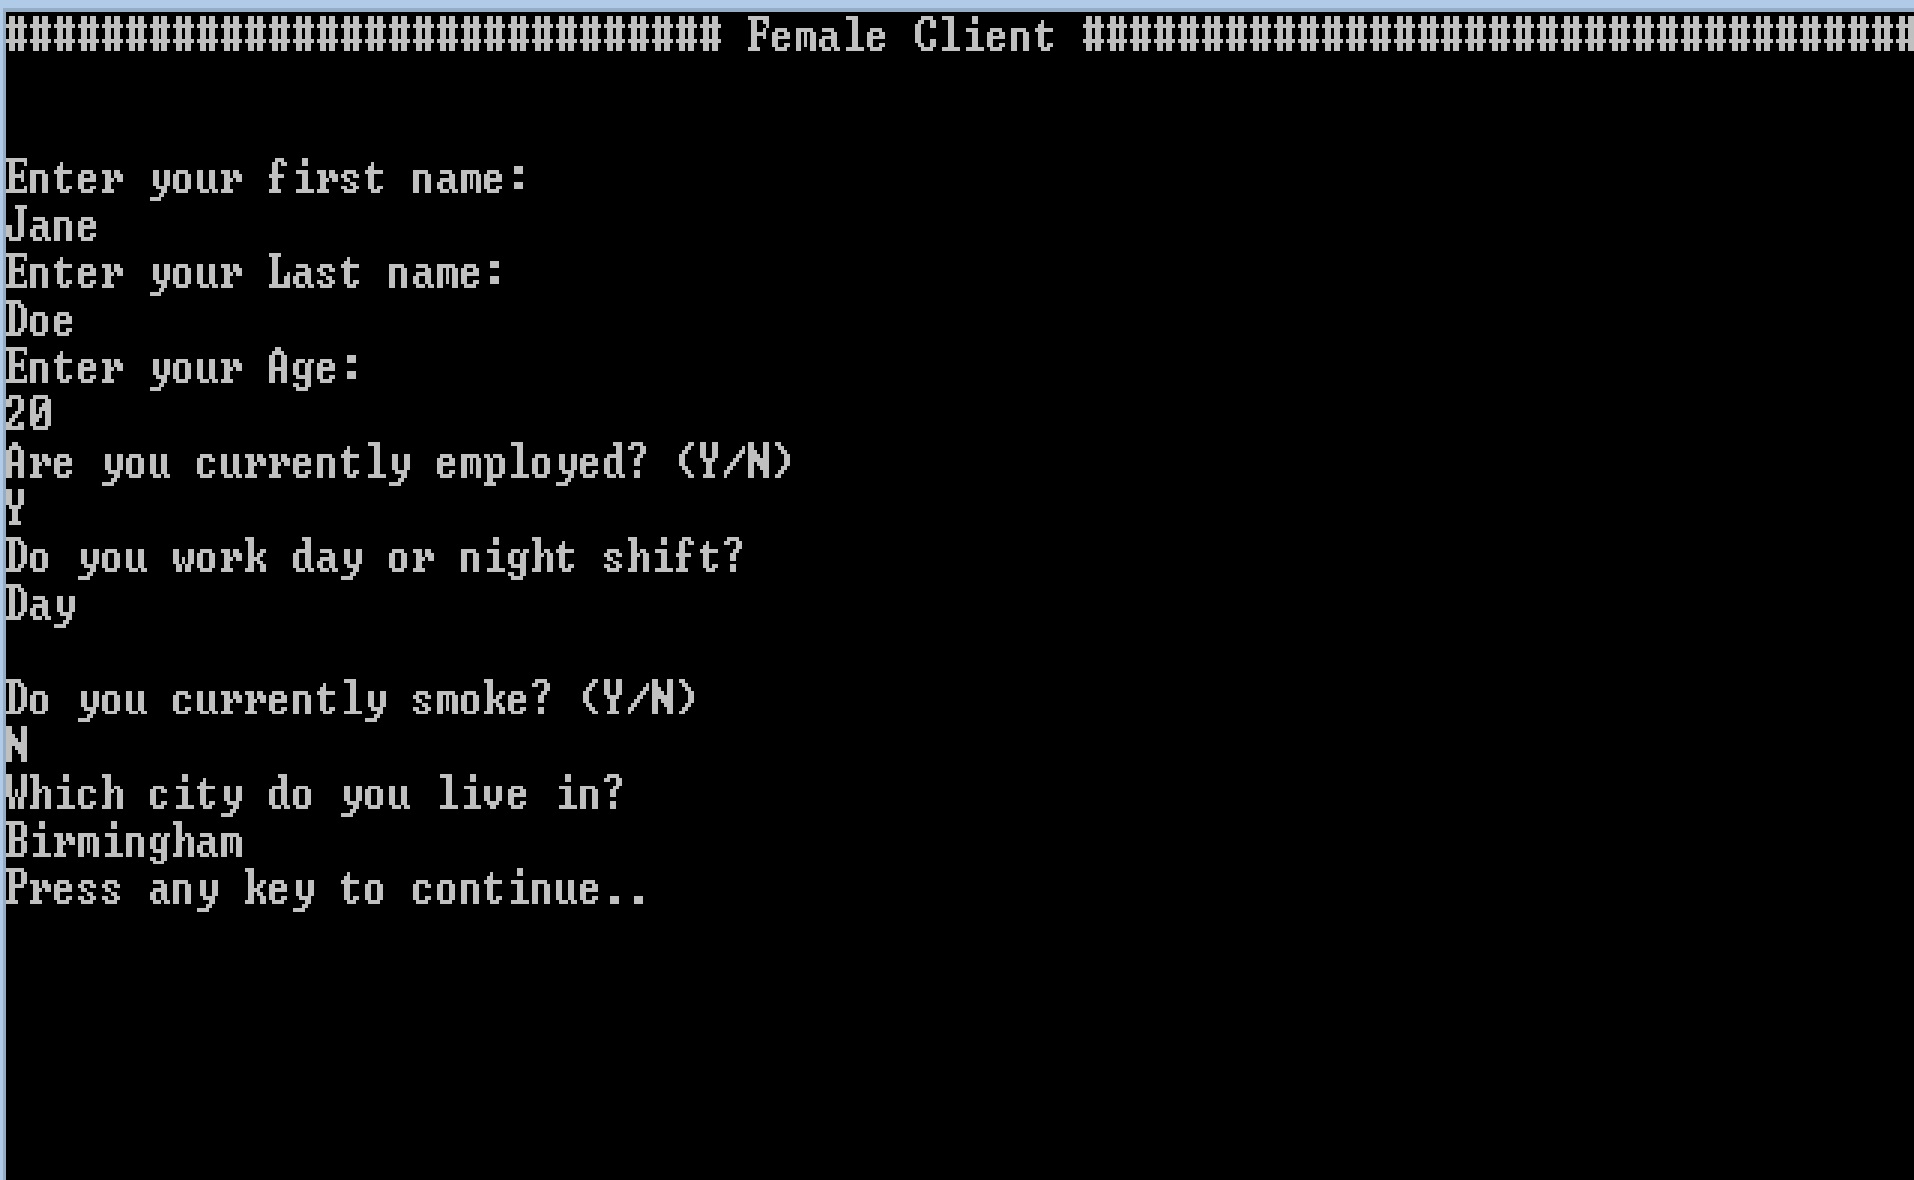 ############################## Female Client ###################################
Enter your first name:
Jane
Enter your Last name:
Doe
Enter your Age:
20
Are you currently employed? (Y/N)
Y
Do you work day or night shift?
Day
Do you currently smoke? (Y/N)
N
Which city do you live in?
Birmingham
Press any key to continue..